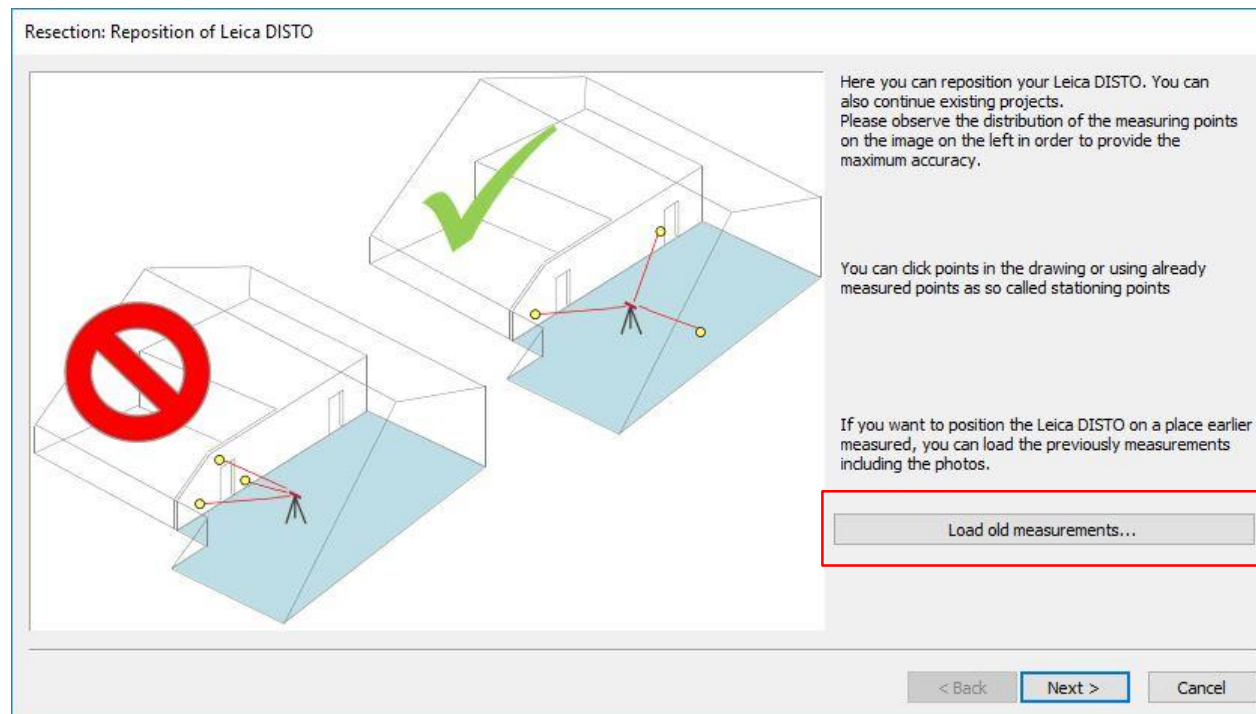 Resection: Reposition of Leica DISTO
Here you can reposition your Leica DISTO. You can
also continue existing projects.
Please observe the distribution of the measuring points
on the image on the left in order to provide the
maximum accuracy.
You can click points in the drawing or using already
measured points as so called stationing points
If you want to position the Leica DISTO on a place earlier
measured, you can load the previously measurements
including the photos.
Load old measurements...
< Back
Next >
Cancel